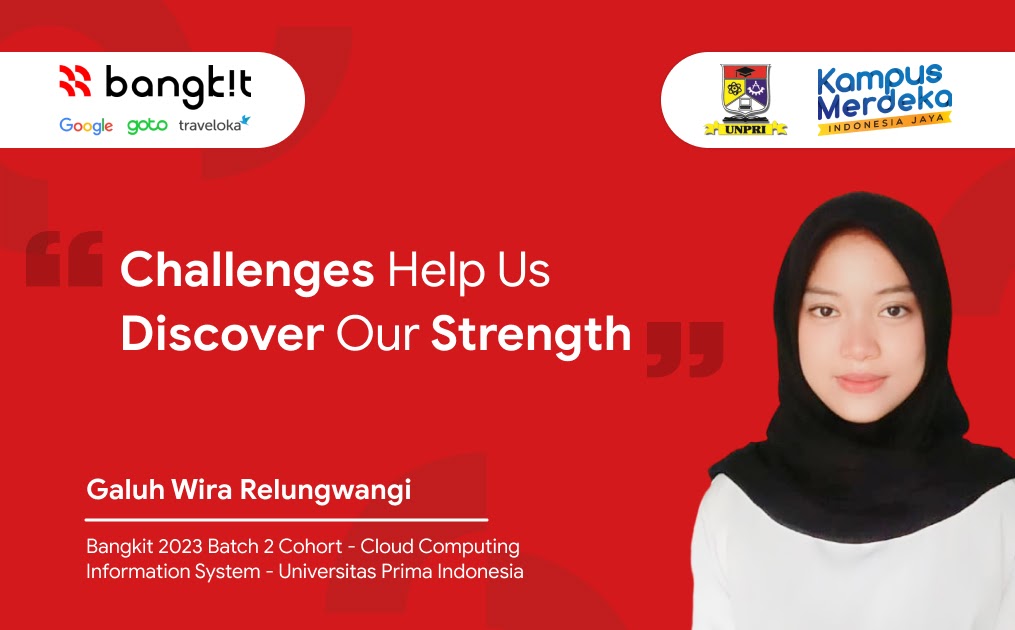 bangk!t
Google goto traveloka
UNPRI
Kampus
Merdeka
INDONESIA JAYA
“ Challenges Help Us
Discover Our Strength ”
Galuh Wira Relungwangi
Bangkit 2023 Batch 2 Cohort - Cloud Computing
Information System - Universitas Prima Indonesia